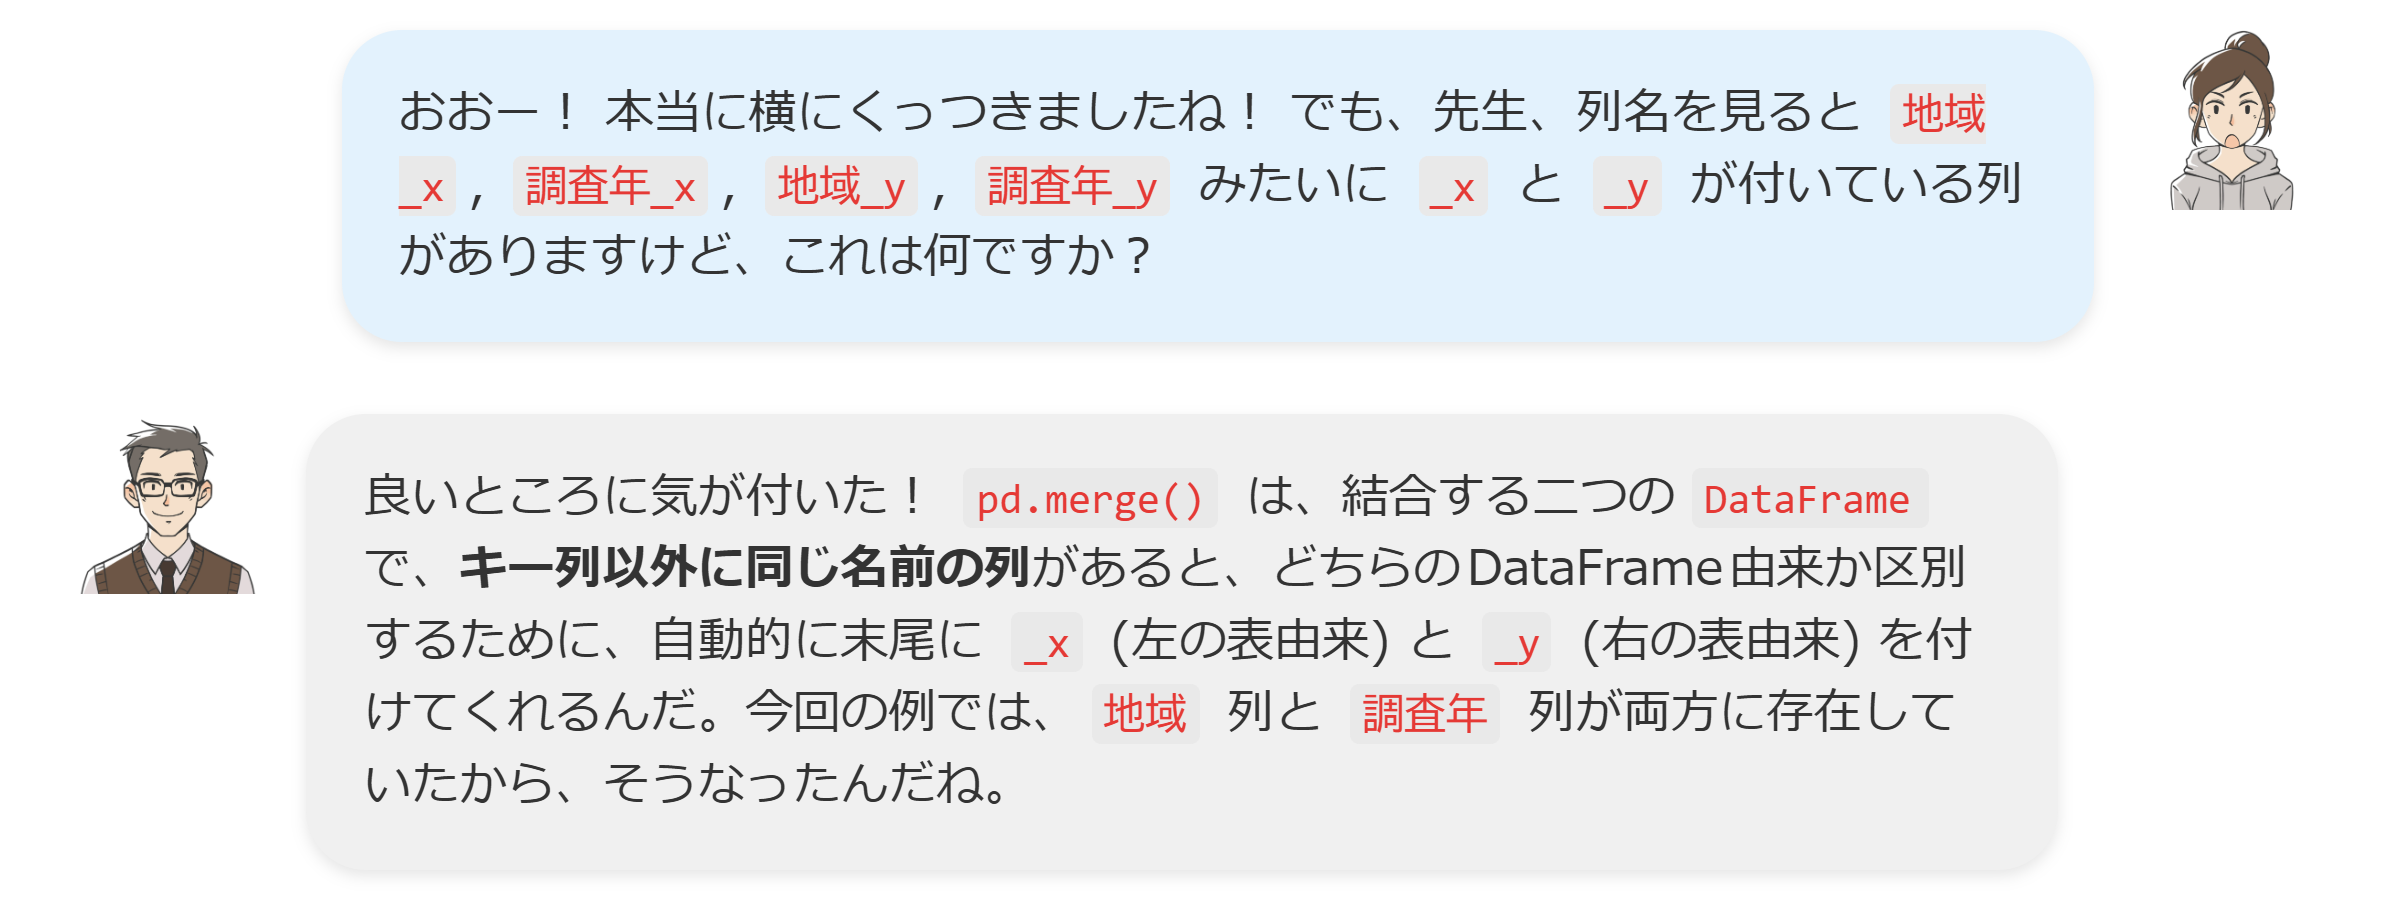 おおー！ 本当に横にくっつきましたね！ でも、先生、列名を見ると 地域
_x , 調査年_x , 地域_y , 調査年_y みたいに _x と _y が付いている列
がありますけど、これは何ですか？
良いところに気が付いた！ pd.merge() は、結合する二つの DataFrame
で、キー列以外に同じ名前の列があると、どちらのDataFrame由来か区別
するために、自動的に末尾に _x (左の表由来) と _y (右の表由来) を付
けてくれるんだ。今回の例では、 地域 列と 調査年 列が両方に存在して
いたから、そうなったんだね。